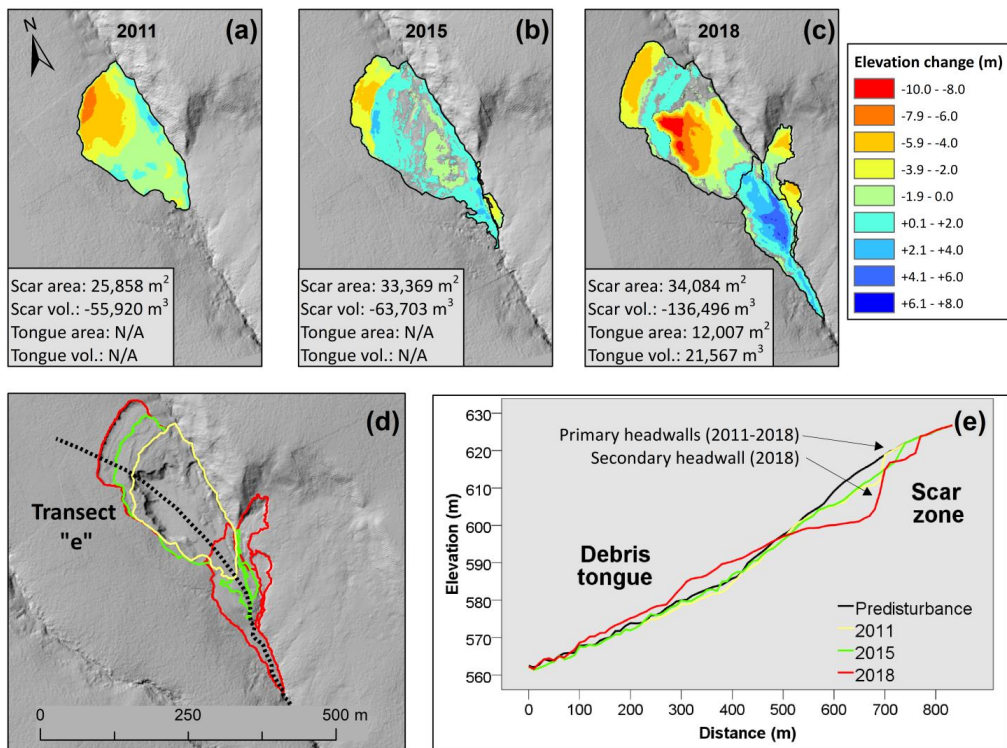 N
2011
(a)
Scar area: 25,858 m²
Scar vol.: -55,920 m³
Tongue area: N/A
Tongue vol.: N/A
2015
(b)
Scar area: 33,369 m²
Scar vol.: -63,703 m³
Tongue area: N/A
Tongue vol.: N/A
2018
(c)
Scar area: 34,084 m²
Scar vol.: -136,496 m³
Tongue area: 12,007 m²
Tongue vol.: 21,567 m³
Elevation change (m)
-10.0 - -8.0
-7.9 - -6.0
-5.9 - -4.0
-3.9 - -2.0
-1.9 - 0.0
+0.1 - +2.0
+2.1 - +4.0
+4.1 - +6.0
+6.1 - +8.0
(d)
Transect
"e"
0 250 500 m
(e)
Primary headwalls (2011-2018)
Secondary headwall (2018)
Scar
zone
Debris
tongue
Predisturbance
2011
2015
2018
Elevation (m)
630
620
610
600
590
580
570
560
0 100 200 300 400 500 600 700 800
Distance (m)